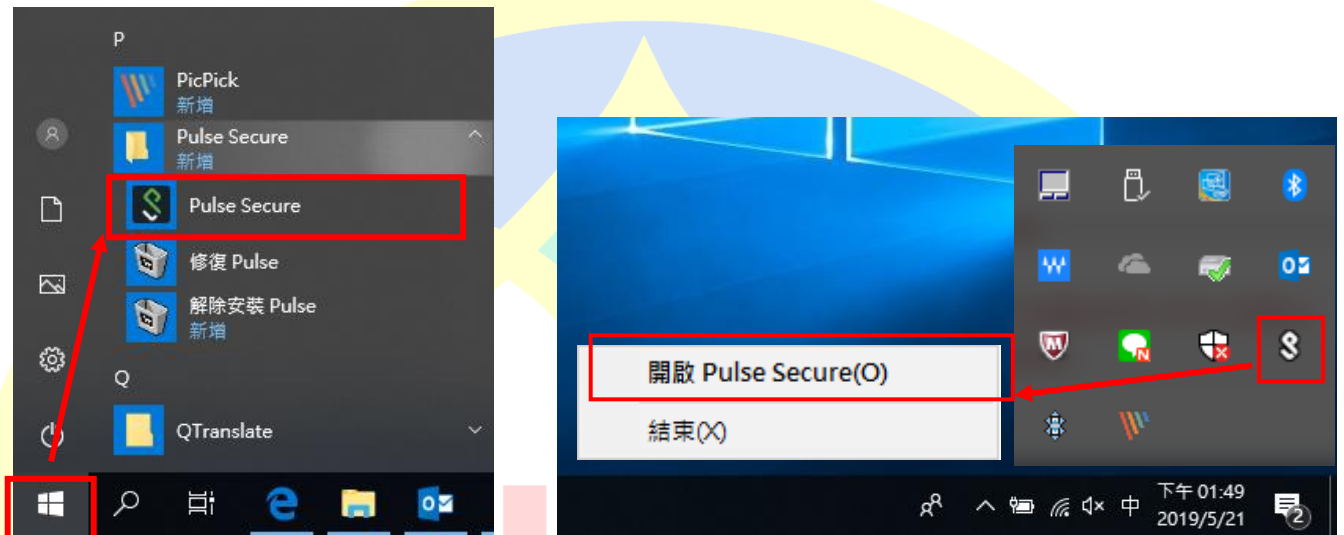 P
PicPick
新增
Pulse Secure
新增
Pulse Secure
修復 Pulse
解除安裝 Pulse
新增
Q
QTranslate
開啟 Pulse Secure(O)
結束(X)
中
下午 01:49
2019/5/21
2